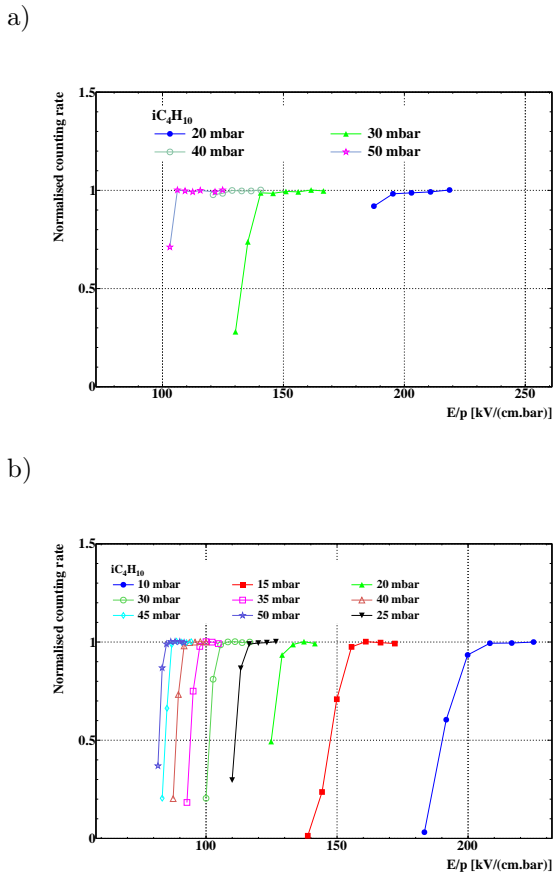 a)
1.5
iC₄H₁₀
20 mbar 30 mbar
40 mbar 50 mbar
Normalised counting rate
1
0.5
0
100 150 200 250
E/p [kV/(cm.bar)]
b)
1.5
iC₄H₁₀
10 mbar 15 mbar 20 mbar
30 mbar 35 mbar 40 mbar
45 mbar 50 mbar 25 mbar
Normalised counting rate
1
0.5
0
100 150 200
E/p [kV/(cm.bar)]